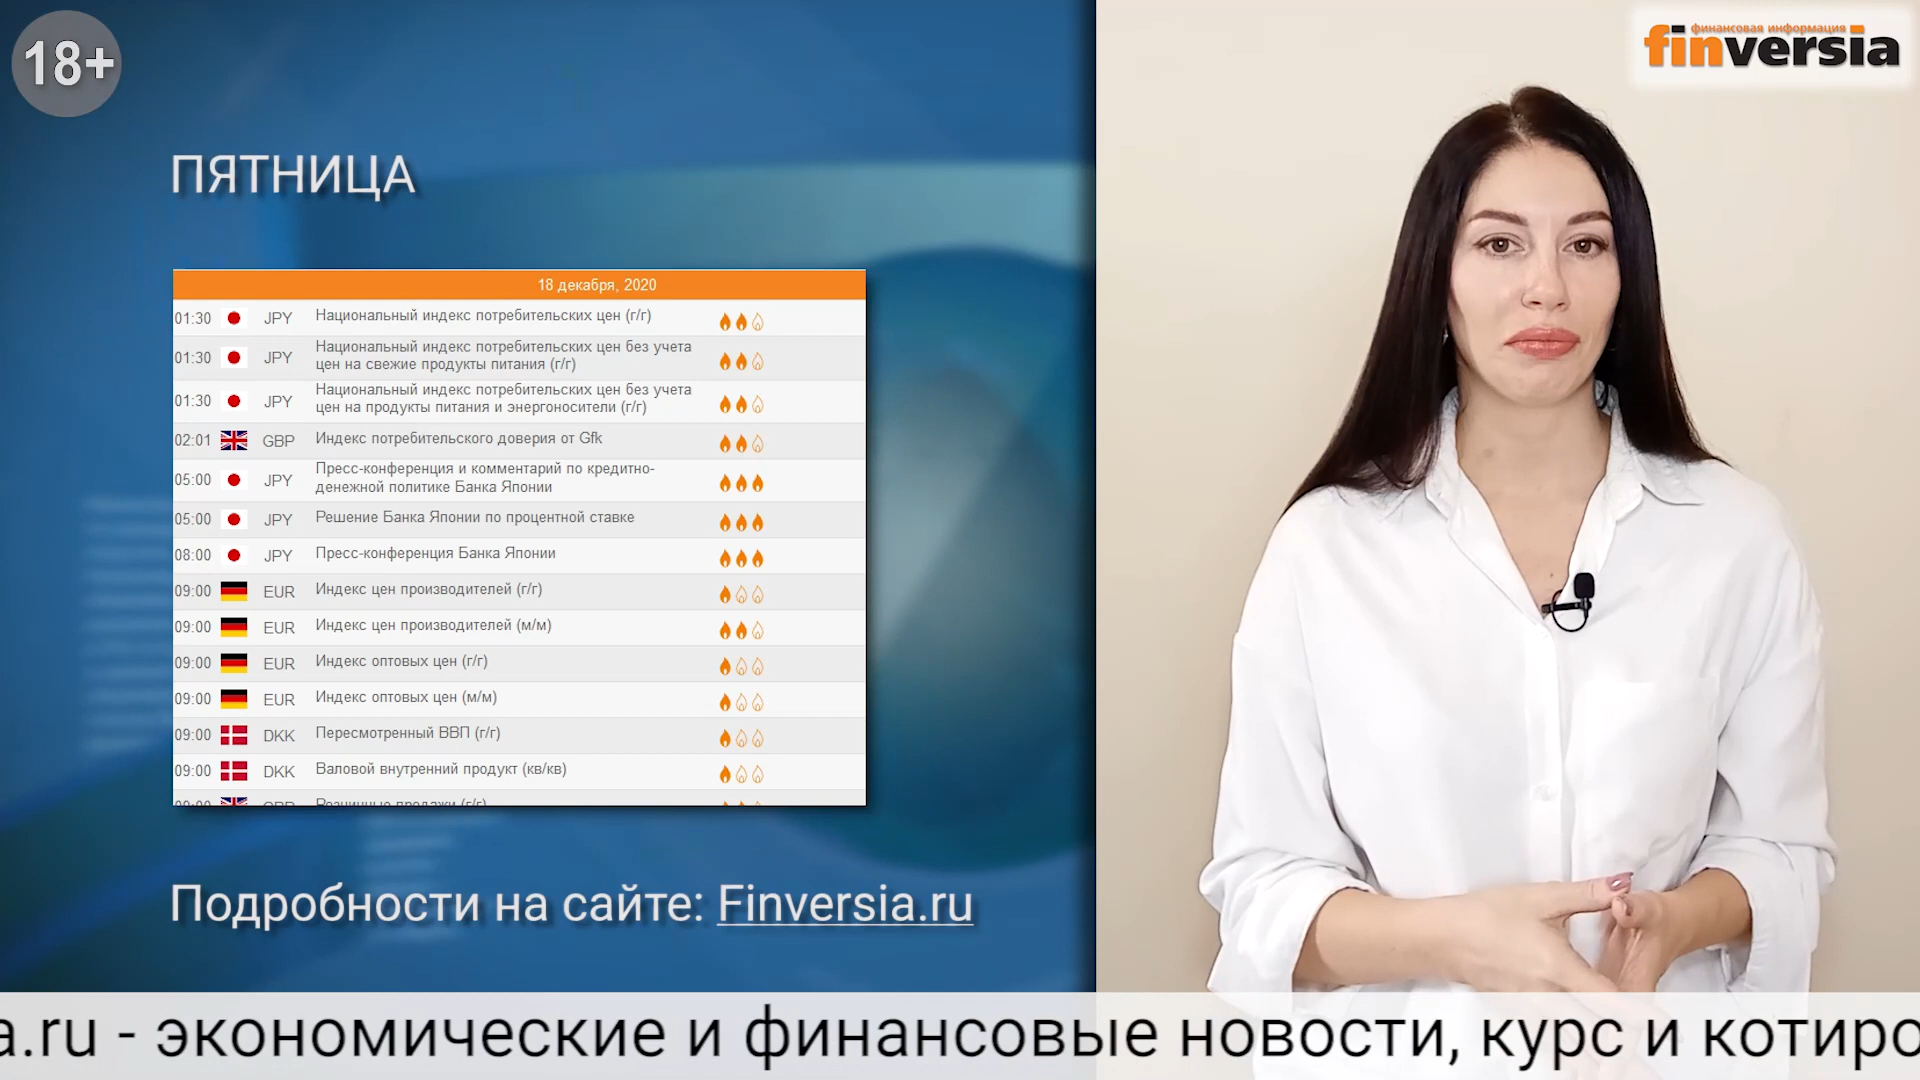 18+
финансовая информация
finversia
ПЯТНИЦА
18 декабря, 2020
01:30 JPY Национальный индекс потребительских цен (г/г)
01:30 JPY Национальный индекс потребительских цен без учета
цен на свежие продукты питания (г/г)
01:30 JPY Национальный индекс потребительских цен без учета
цен на продукты питания и энергоносители (г/г)
02:01 GBP Индекс потребительского доверия от Gfk
05:00 JPY Пресс-конференция и комментарий по кредитно-
денежной политике Банка Японии
05:00 JPY Решение Банка Японии по процентной ставке
08:00 JPY Пресс-конференция Банка Японии
09:00 EUR Индекс цен производителей (г/г)
09:00 EUR Индекс цен производителей (м/м)
09:00 EUR Индекс оптовых цен (г/г)
09:00 EUR Индекс оптовых цен (м/м)
09:00 DKK Пересмотренный ВВП (г/г)
09:00 DKK Валовой внутренний продукт (кв/кв)
09:00 GBP Розничные продажи (г/г)
Подробности на сайте: Finversia.ru
a.ru - экономические и финансовые новости, курс и котиро